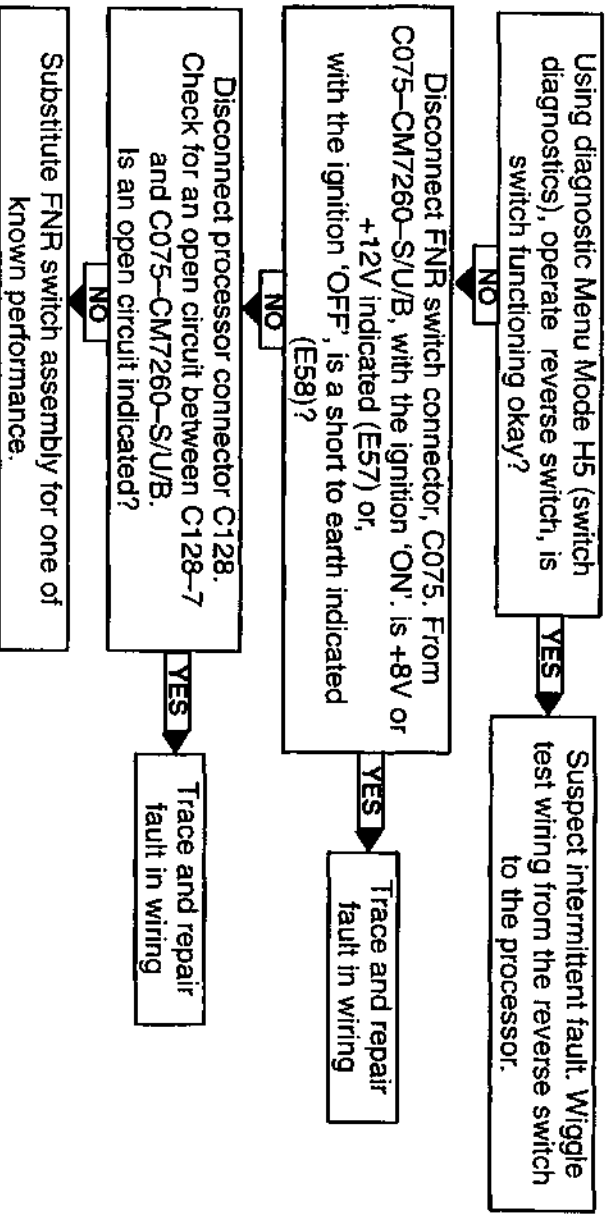 Using diagnostic Menu Mode H5 (switch
diagnostics), operate reverse switch, is
switch functioning okay?
YES
Suspect intermittent fault. Wiggle
test wiring from the reverse switch
to the processor.
NO
Disconnect FNR switch connector, C075. From
C075–CM7260–S/U/B, with the ignition 'ON'. is +8V or
+12V indicated (E57) or,
with the ignition 'OFF', is a short to earth indicated
(E58)?
YES
Trace and repair
fault in wiring
NO
Disconnect processor connector C128.
Check for an open circuit between C128–7
and C075–CM7260–S/U/B.
Is an open circuit indicated?
YES
Trace and repair
fault in wiring
NO
Substitute FNR switch assembly for one of
known performance.